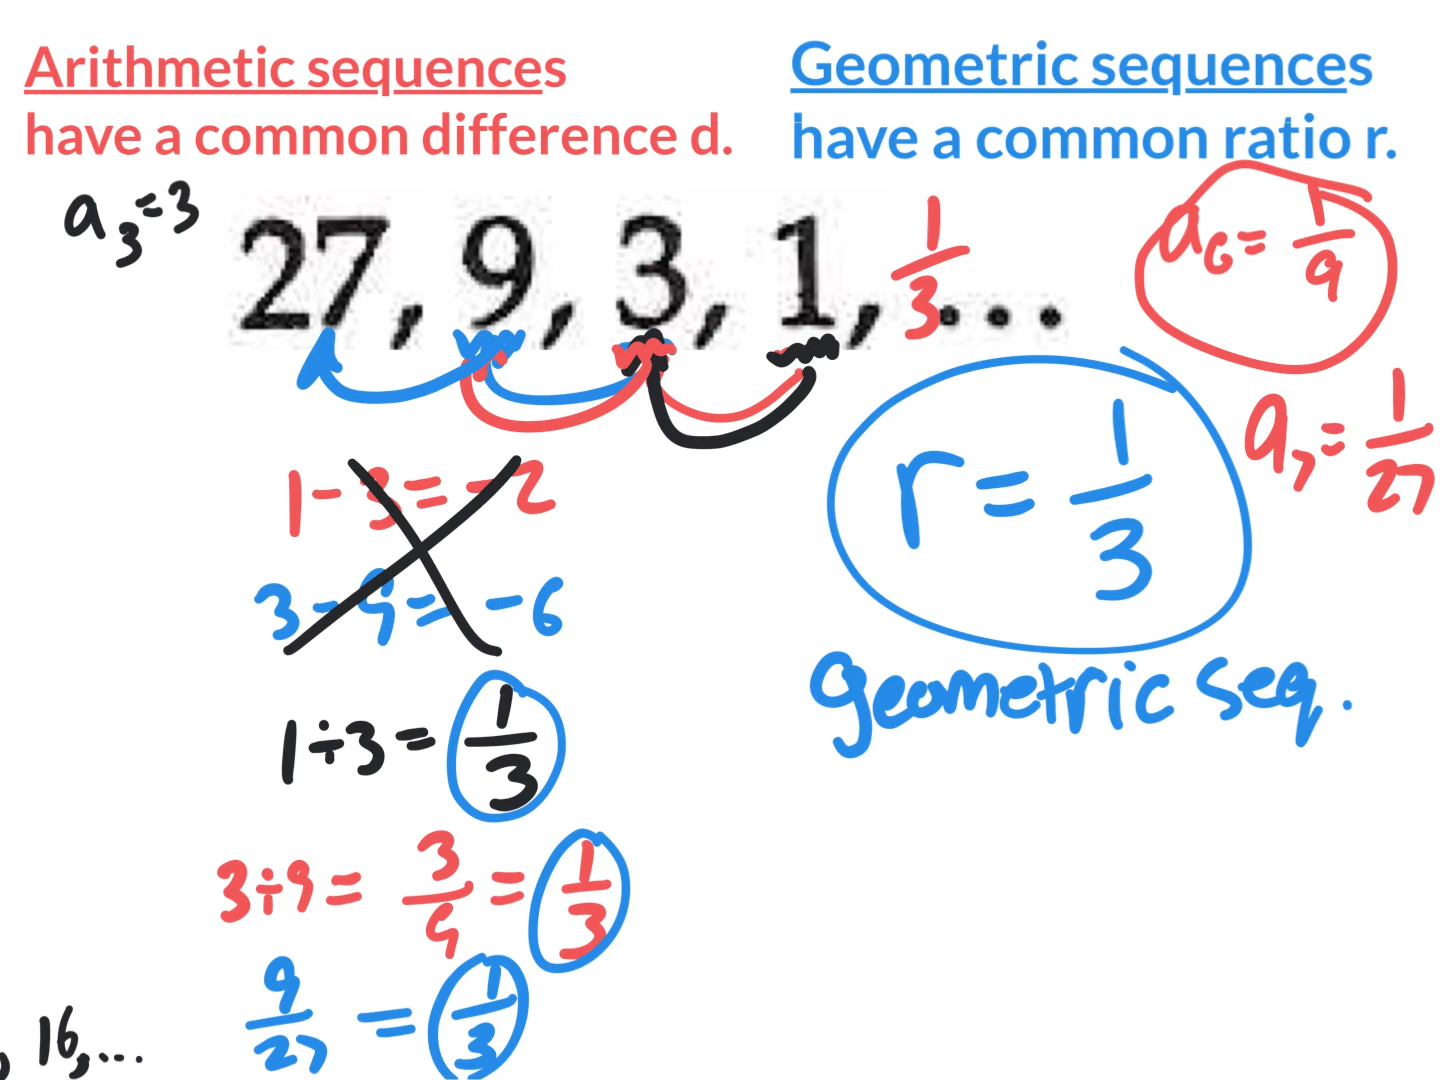 Arithmetic sequences
have a common difference d.
Geometric sequences
have a common ratio r.
a₃=3
27, 9, 3, 1, 1/3 ...
a₆= 1/9
a₇= 1/27
r= 1/3
geometric seq.
1-3=-2
3-9=-6
1÷3= 1/3
3÷9= 3/9 = 1/3
9/27 = 1/3
, 16,...